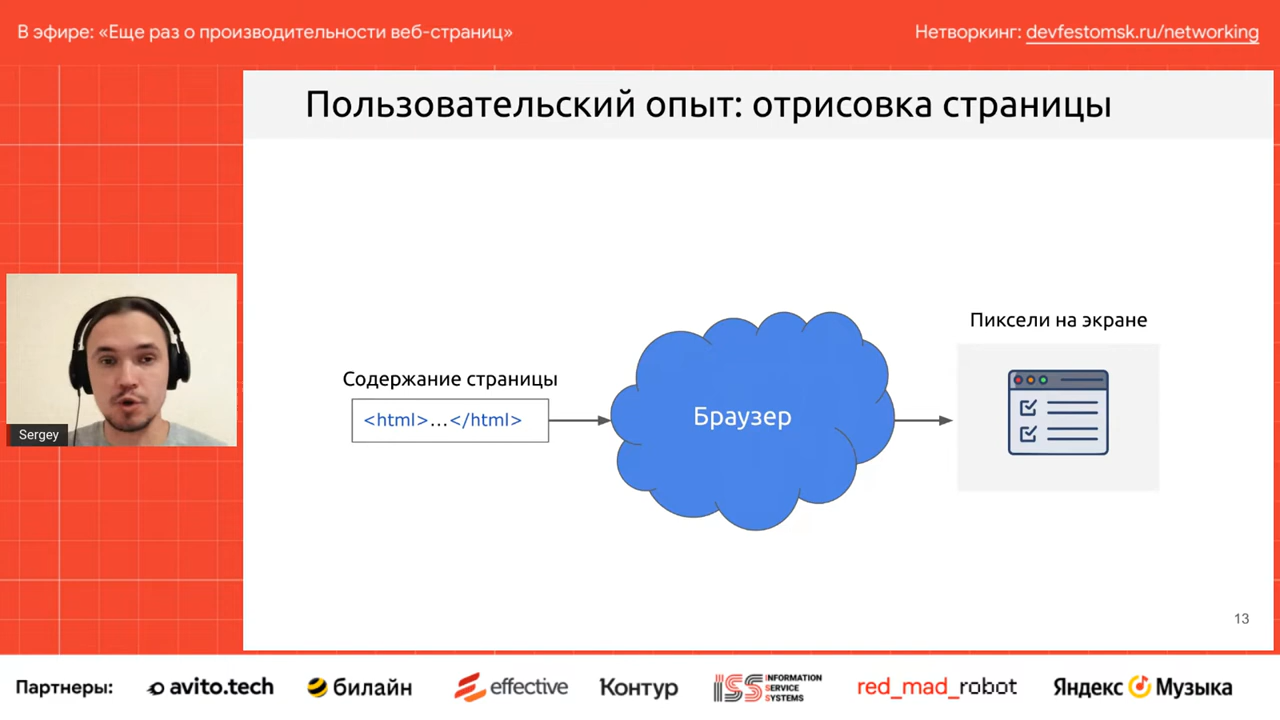 В эфире: «Еще раз о производительности веб-страниц»
Нетворкинг: devfestomsk.ru/networking
Пользовательский опыт: отрисовка страницы
Пиксели на экране
Содержание страницы
<html>...</html>
Браузер
Sergey
13
Партнеры:
avito.tech
билайн
effective
Контур
ISS INFORMATION
SERVICE
SYSTEMS
red_mad_robot
Яндекс Музыка